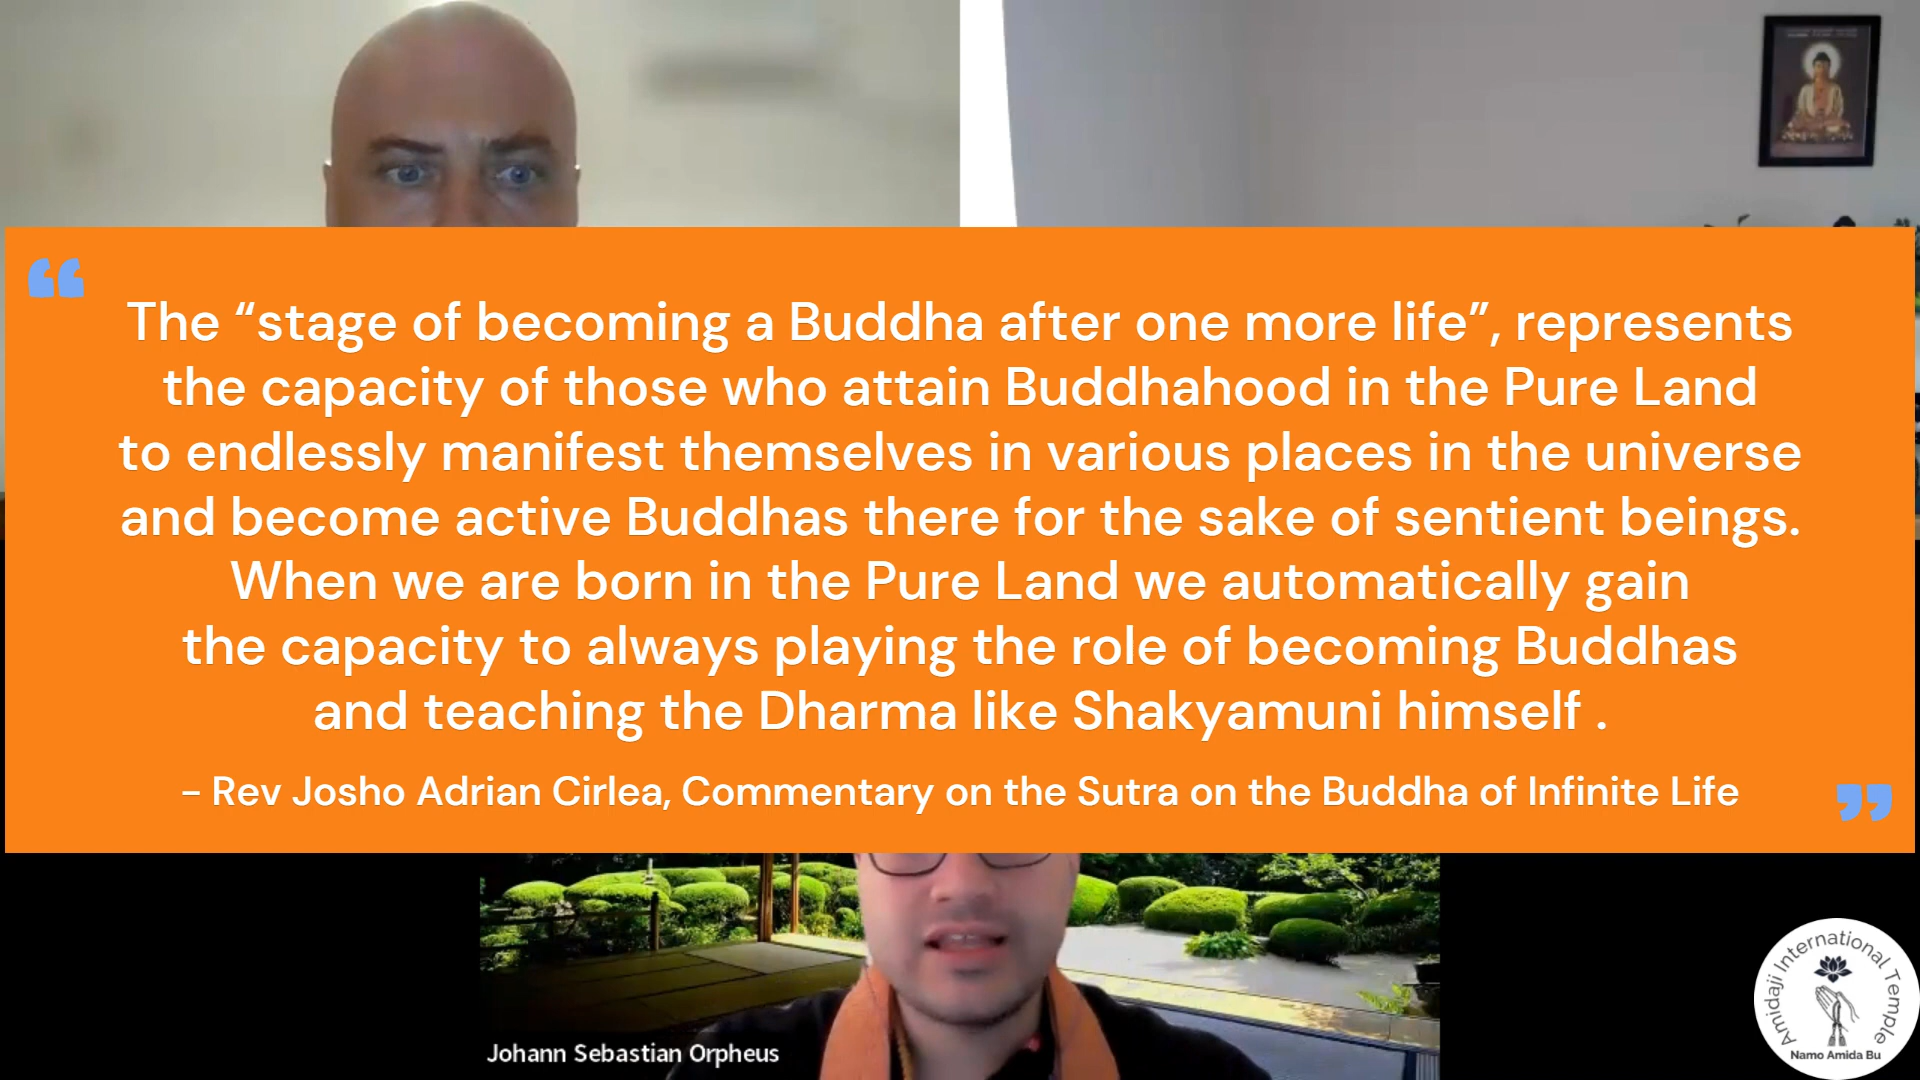 The “stage of becoming a Buddha after one more life”, represents
the capacity of those who attain Buddhahood in the Pure Land
to endlessly manifest themselves in various places in the universe
and become active Buddhas there for the sake of sentient beings.
When we are born in the Pure Land we automatically gain
the capacity to always playing the role of becoming Buddhas
and teaching the Dharma like Shakyamuni himself .
– Rev Josho Adrian Cirlea, Commentary on the Sutra on the Buddha of Infinite Life
Johann Sebastian Orpheus
Amidaji International Temple
Namo Amida Bu